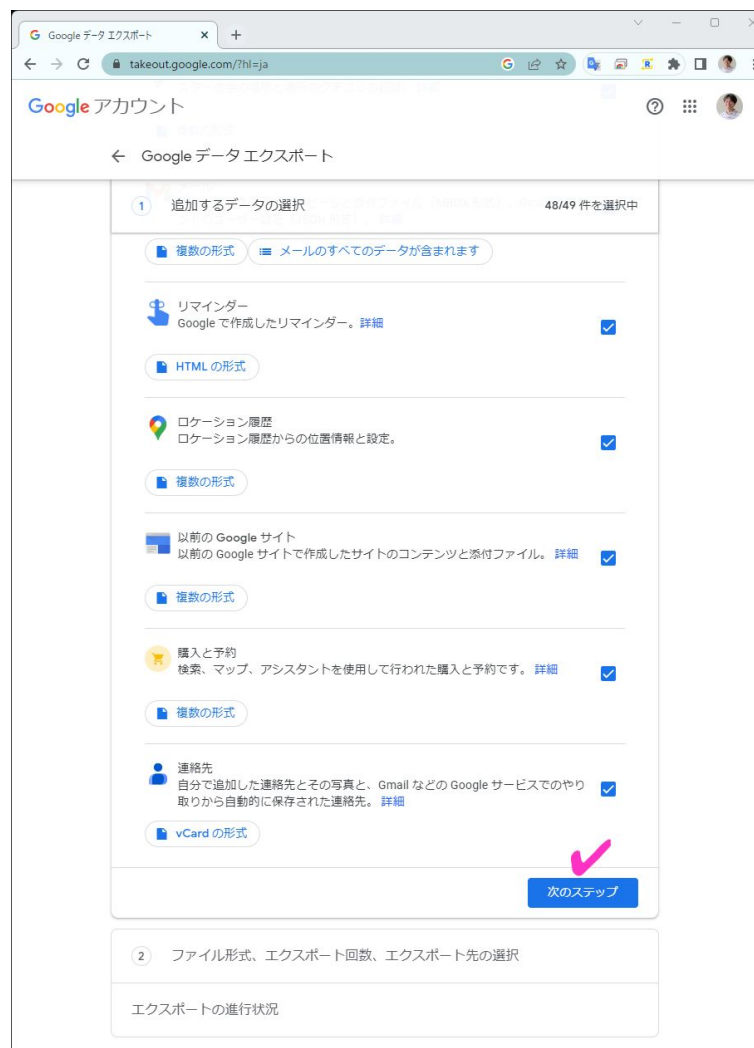 Google データ エクスポート
takeout.google.com/?hl=ja
Google アカウント
Google データ エクスポート
1 追加するデータの選択 48/49 件を選択中
複数の形式 メールのすべてのデータが含まれます
リマインダー
Google で作成したリマインダー。詳細
HTML の形式
ロケーション履歴
ロケーション履歴からの位置情報と設定。
複数の形式
以前の Google サイト
以前の Google サイトで作成したサイトのコンテンツと添付ファイル。 詳細
複数の形式
購入と予約
検索、マップ、アシスタントを使用して行われた購入と予約です。 詳細
複数の形式
連絡先
自分で追加した連絡先とその写真と、Gmail などの Google サービスでのやり
取りから自動的に保存された連絡先。 詳細
vCard の形式
次のステップ
2 ファイル形式、エクスポート回数、エクスポート先の選択
エクスポートの進行状況